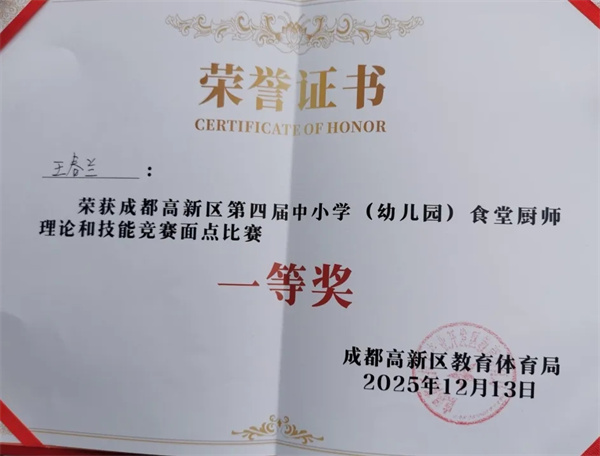 荣誉证书
CERTIFICATE OF HONOR
王春兰：
荣获成都高新区第四届中小学（幼儿园）食堂厨师
理论和技能竞赛面点比赛
一等奖
成都高新区教育体育局
2025年12月13日